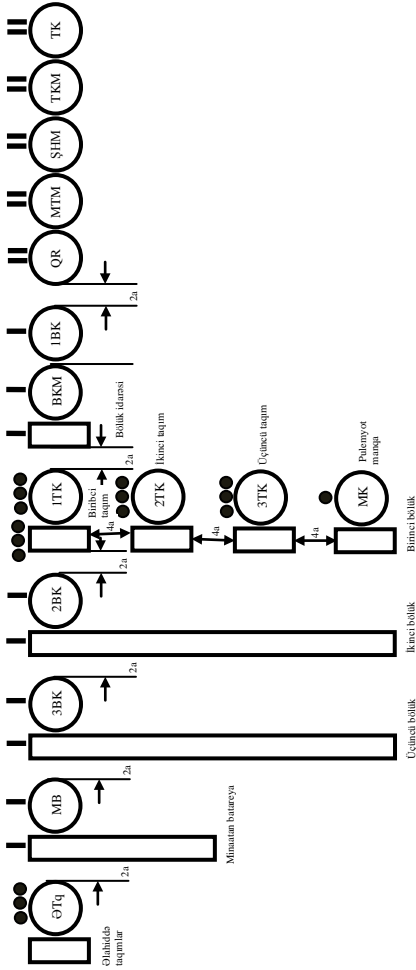 ƏTq
MB
3BK
2BK
1TK
BKM
1BK
QR
MTM
ŞHM
TKM
TK
Əlahiddə
taqımlar
2a
2a
2a
2a
Biribci
taqım
2a
Bölük idarəsi
2a
4a
2TK
İkinci taqım
4a
3TK
Üçüncü taqım
4a
MK
Pulemyot
manqa
Minaatan batareya
Üçüncü bölük
İkinci bölük
Birinci bölük